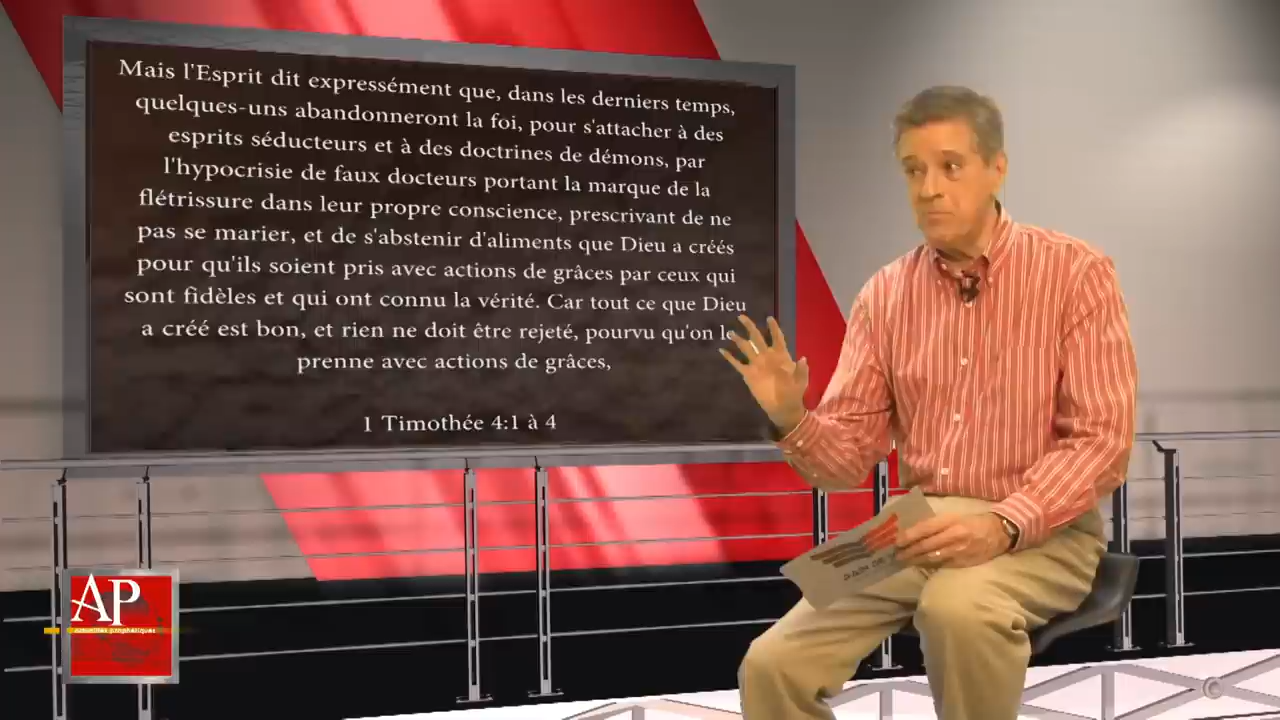 Mais l'Esprit dit expressément que, dans les derniers temps,
quelques-uns abandonneront la foi, pour s'attacher à des
esprits séducteurs et à des doctrines de démons, par
l'hypocrisie de faux docteurs portant la marque de la
flétrissure dans leur propre conscience, prescrivant de ne
pas se marier, et de s'abstenir d'aliments que Dieu a créés
pour qu'ils soient pris avec actions de grâces par ceux qui
sont fidèles et qui ont connu la vérité. Car tout ce que Dieu
a créé est bon, et rien ne doit être rejeté, pourvu qu'on le
prenne avec actions de grâces,
1 Timothée 4:1 à 4
AP
actualités prophétiques
©